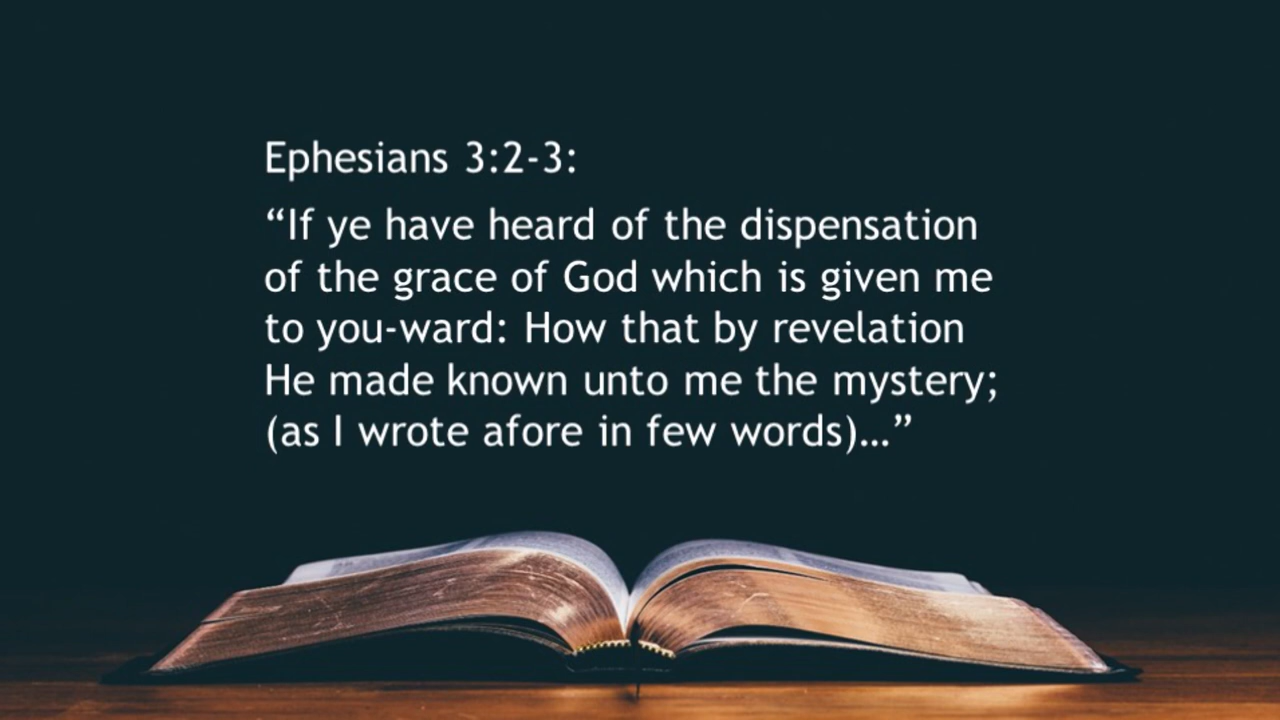 Ephesians 3:2-3:
“If ye have heard of the dispensation
of the grace of God which is given me
to you-ward: How that by revelation
He made known unto me the mystery;
(as I wrote afore in few words)…”